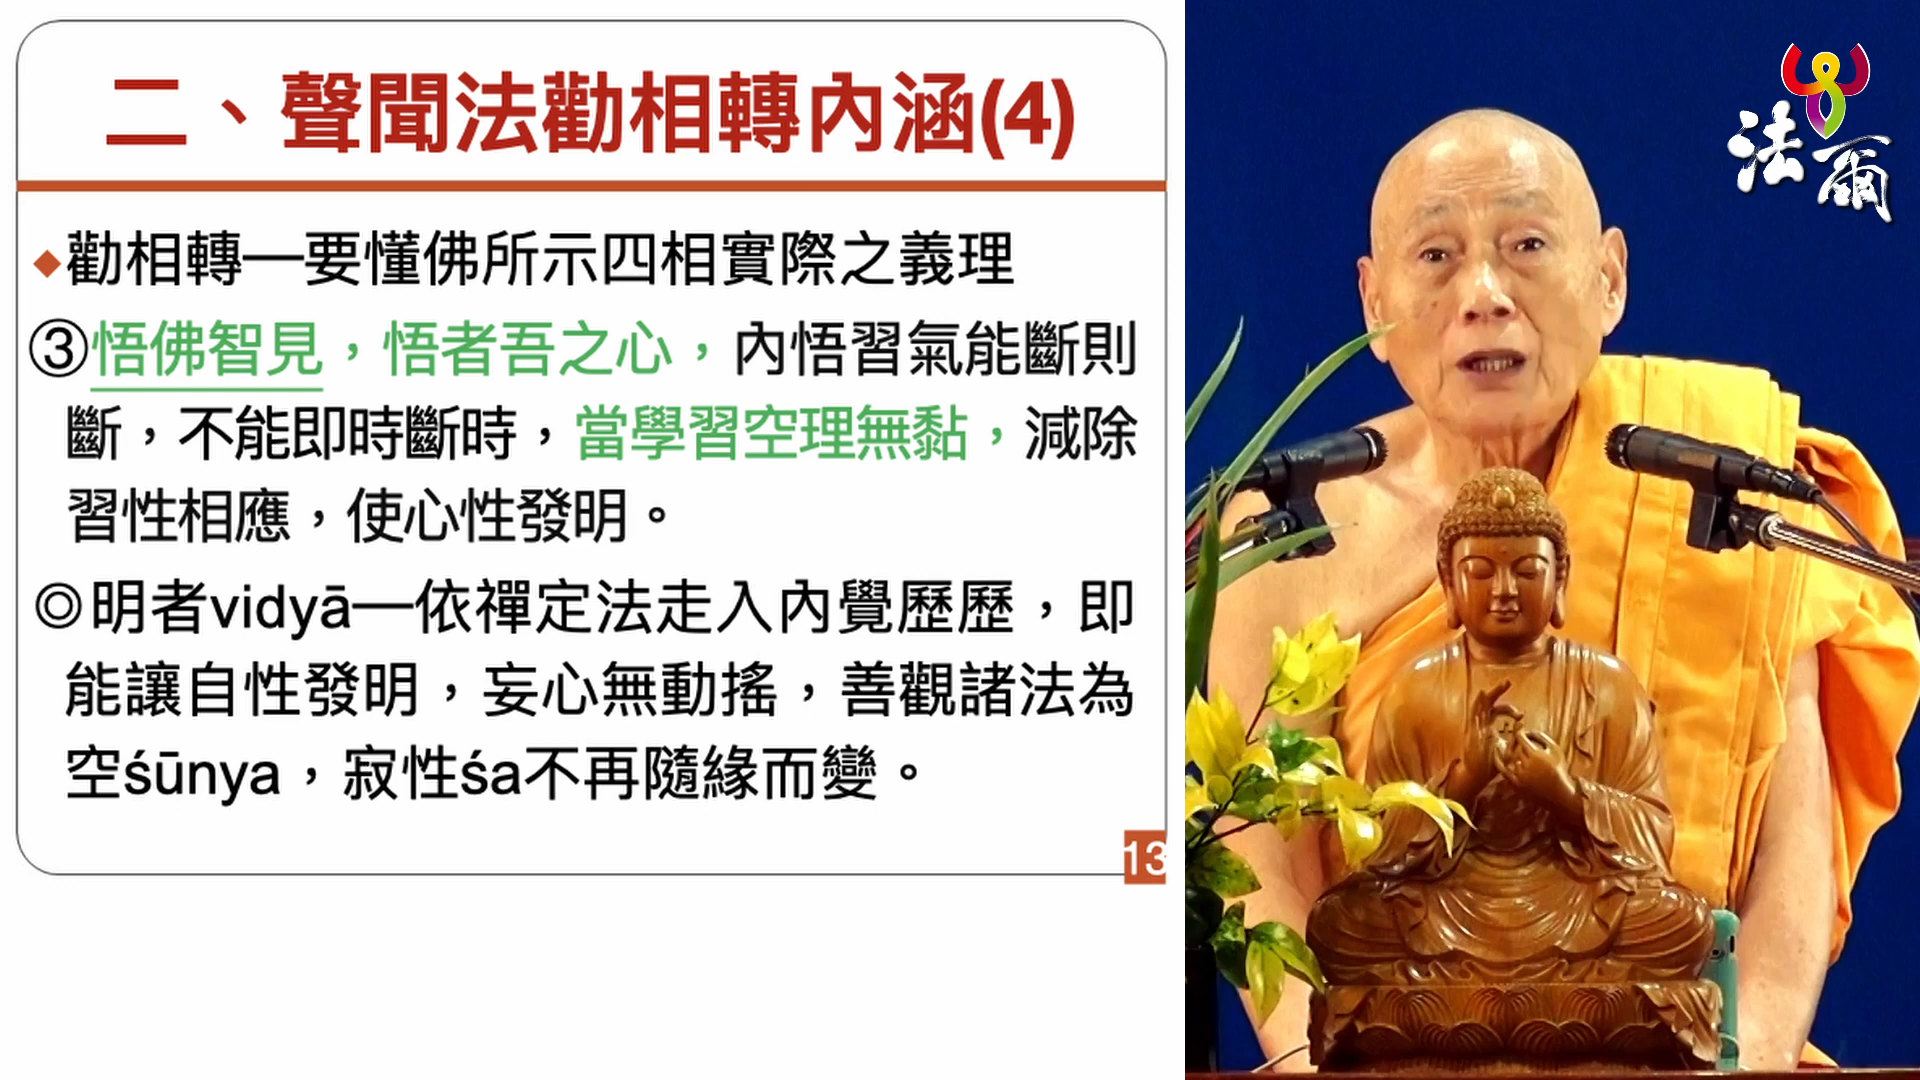 二、聲聞法勸相轉內涵(4)
◆勸相轉—要懂佛所示四相實際之義理
③悟佛智見，悟者吾之心，內悟習氣能斷則
斷，不能即時斷時，當學習空理無黏，減除
習性相應，使心性發明。
◎明者vidyā—依禪定法走入內覺歷歷，即
能讓自性發明，妄心無動搖，善觀諸法為
空śūnya，寂性śa不再隨緣而變。
13
法爾